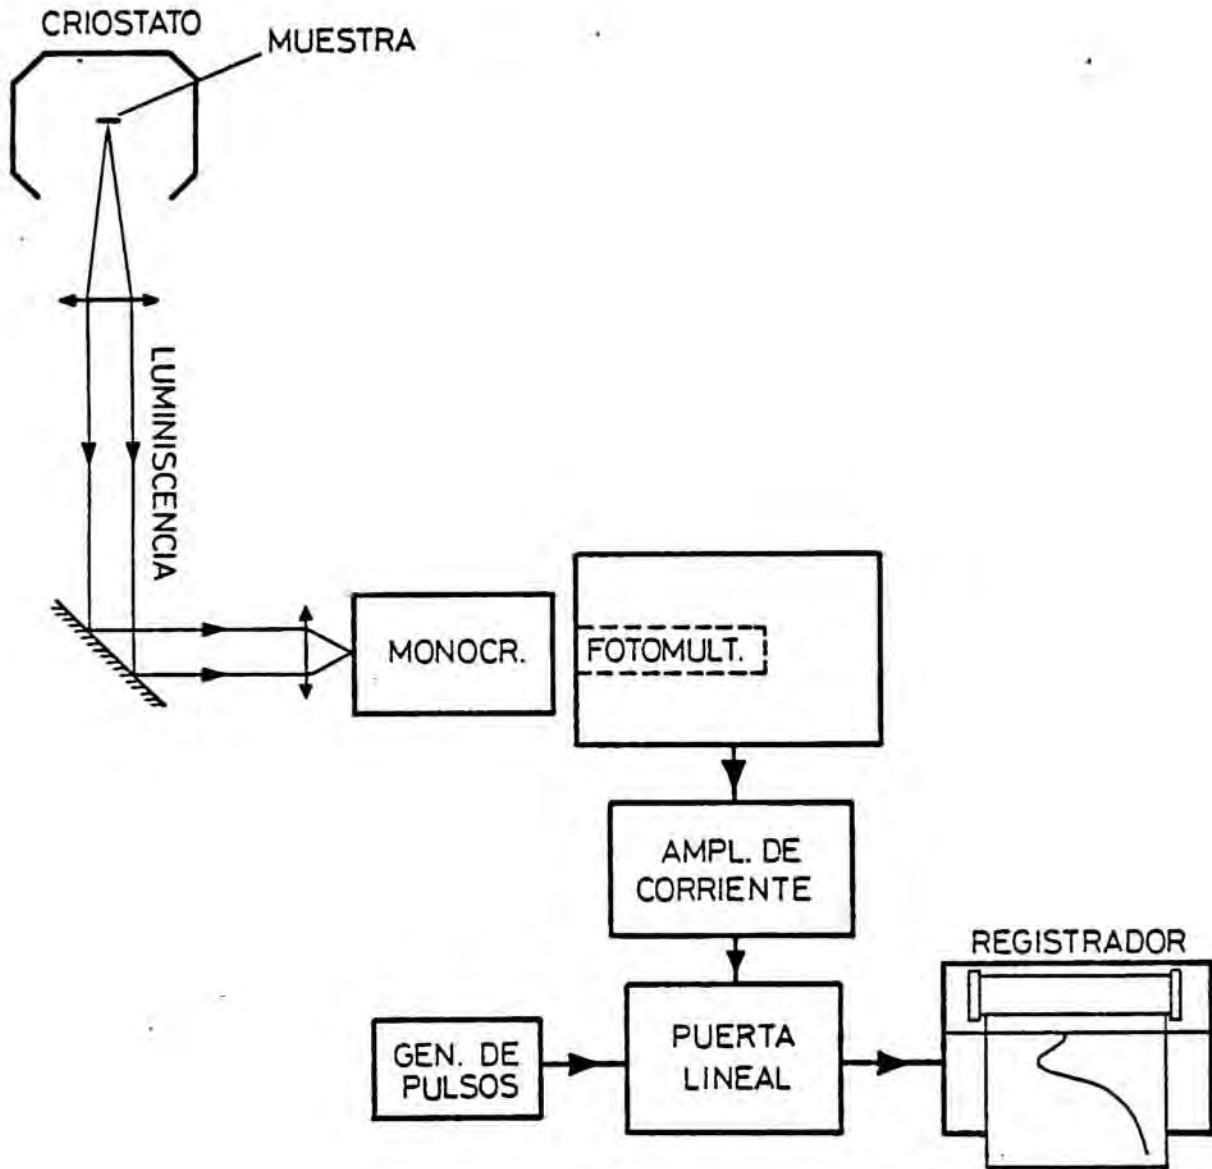 CRIOSTATO
MUESTRA
LUMINISCENCIA
MONOCR.
FOTOMULT.
AMPL. DE
CORRIENTE
REGISTRADOR
GEN. DE
PULSOS
PUERTA
LINEAL